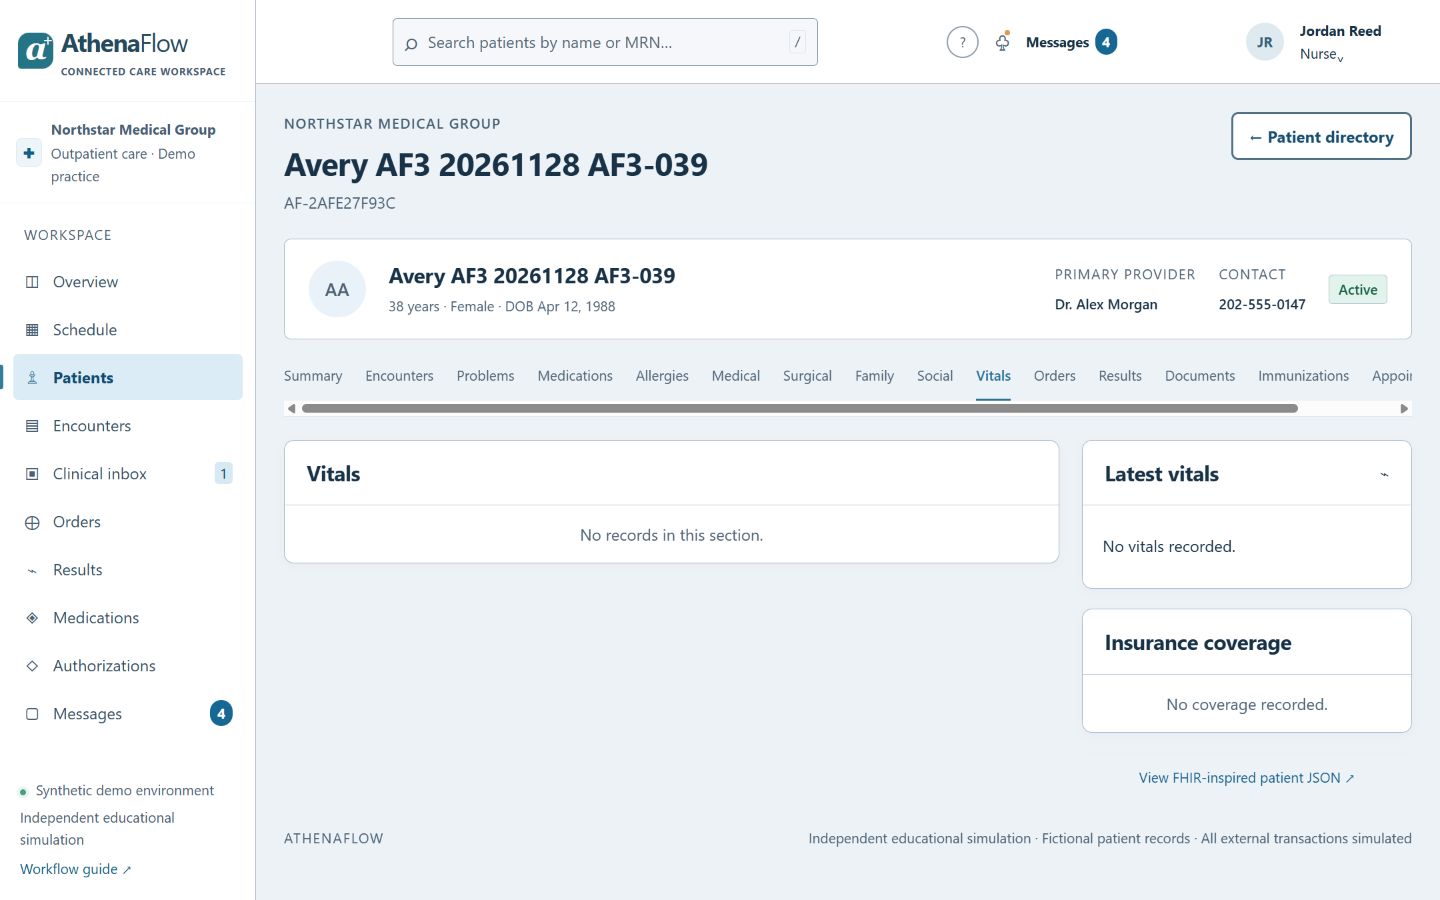 AthenaFlow
CONNECTED CARE WORKSPACE
Northstar Medical Group
Outpatient care · Demo
practice
WORKSPACE
Overview
Schedule
Patients
Encounters
Clinical inbox 1
Orders
Results
Medications
Authorizations
Messages 4
Synthetic demo environment
Independent educational
simulation
Workflow guide ↗
Search patients by name or MRN... /
? Messages 4
JR Jordan Reed
Nurse
NORTHSTAR MEDICAL GROUP
Avery AF3 20261128 AF3-039
AF-2AFE27F93C
← Patient directory
AA
Avery AF3 20261128 AF3-039
38 years · Female · DOB Apr 12, 1988
PRIMARY PROVIDER
Dr. Alex Morgan
CONTACT
202-555-0147
Active
Summary Encounters Problems Medications Allergies Medical Surgical Family Social Vitals Orders Results Documents Immunizations Appoin
Vitals
No records in this section.
Latest vitals
No vitals recorded.
Insurance coverage
No coverage recorded.
View FHIR-inspired patient JSON ↗
ATHENAFLOW
Independent educational simulation · Fictional patient records · All external transactions simulated